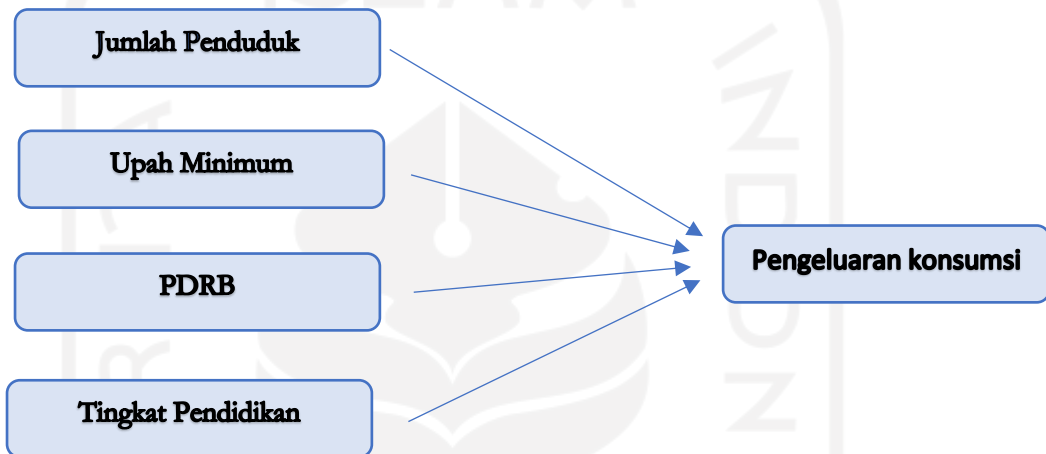 Jumlah Penduduk
Upah Minimum
PDRB
Tingkat Pendidikan
Pengeluaran konsumsi